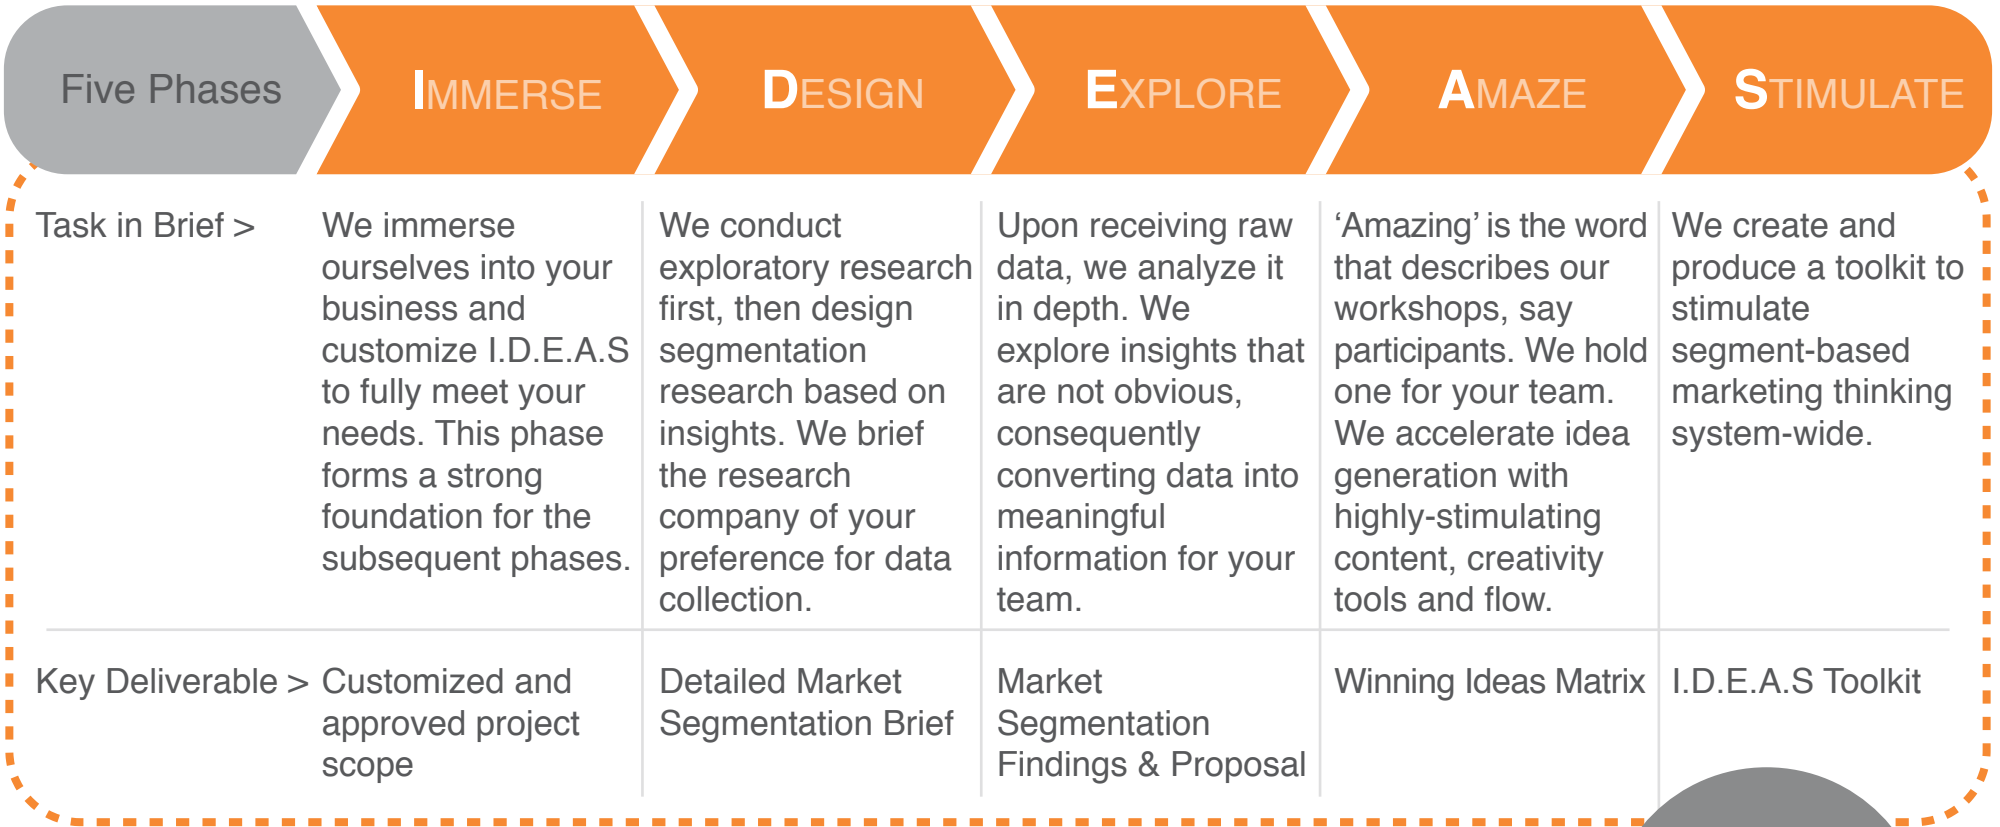 Five Phases
IMMERSE
DESIGN
EXPLORE
AMAZE
STIMULATE
Task in Brief >
We immerse
ourselves into your
business and
customize I.D.E.A.S
to fully meet your
needs. This phase
forms a strong
foundation for the
subsequent phases.
We conduct
exploratory research
first, then design
segmentation
research based on
insights. We brief
the research
company of your
preference for data
collection.
Upon receiving raw
data, we analyze it
in depth. We
explore insights that
are not obvious,
consequently
converting data into
meaningful
information for your
team.
‘Amazing’ is the word
that describes our
workshops, say
participants. We hold
one for your team.
We accelerate idea
generation with
highly-stimulating
content, creativity
tools and flow.
We create and
produce a toolkit to
stimulate
segment-based
marketing thinking
system-wide.
Key Deliverable >
Customized and
approved project
scope
Detailed Market
Segmentation Brief
Market
Segmentation
Findings & Proposal
Winning Ideas Matrix
I.D.E.A.S Toolkit